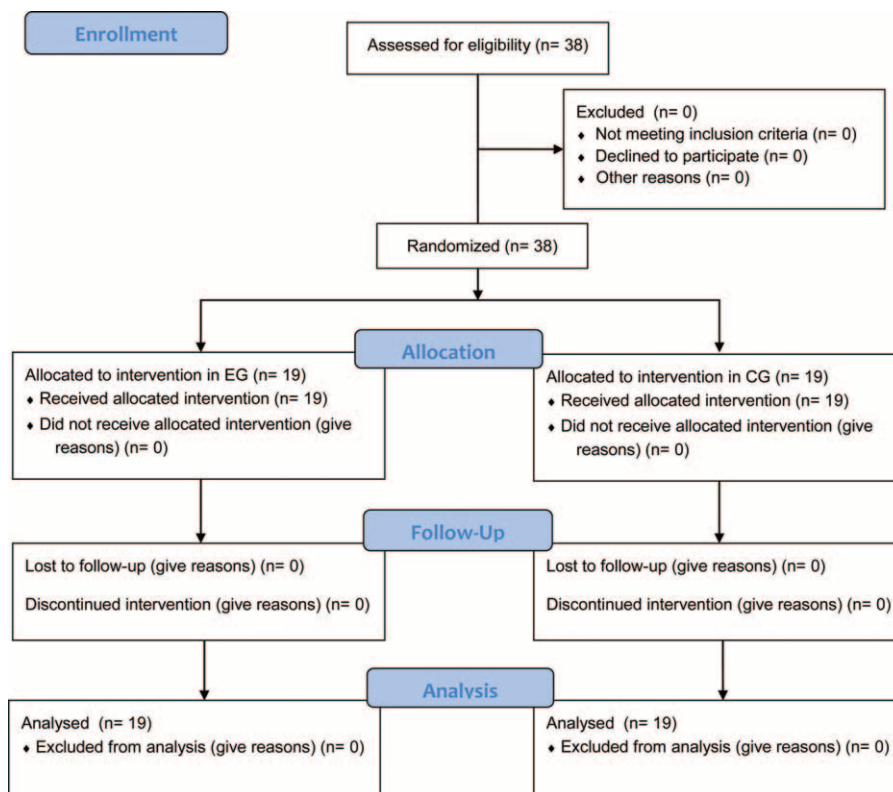 Enrollment
Assessed for eligibility (n= 38)
Excluded (n= 0)
♦ Not meeting inclusion criteria (n= 0)
♦ Declined to participate (n= 0)
♦ Other reasons (n= 0)
Randomized (n= 38)
Allocation
Allocated to intervention in EG (n= 19)
♦ Received allocated intervention (n= 19)
♦ Did not receive allocated intervention (give
reasons) (n= 0)
Allocated to intervention in CG (n= 19)
♦ Received allocated intervention (n= 19)
♦ Did not receive allocated intervention (give
reasons) (n= 0)
Follow-Up
Lost to follow-up (give reasons) (n= 0)
Discontinued intervention (give reasons) (n= 0)
Lost to follow-up (give reasons) (n= 0)
Discontinued intervention (give reasons) (n= 0)
Analysis
Analysed (n= 19)
♦ Excluded from analysis (give reasons) (n= 0)
Analysed (n= 19)
♦ Excluded from analysis (give reasons) (n= 0)